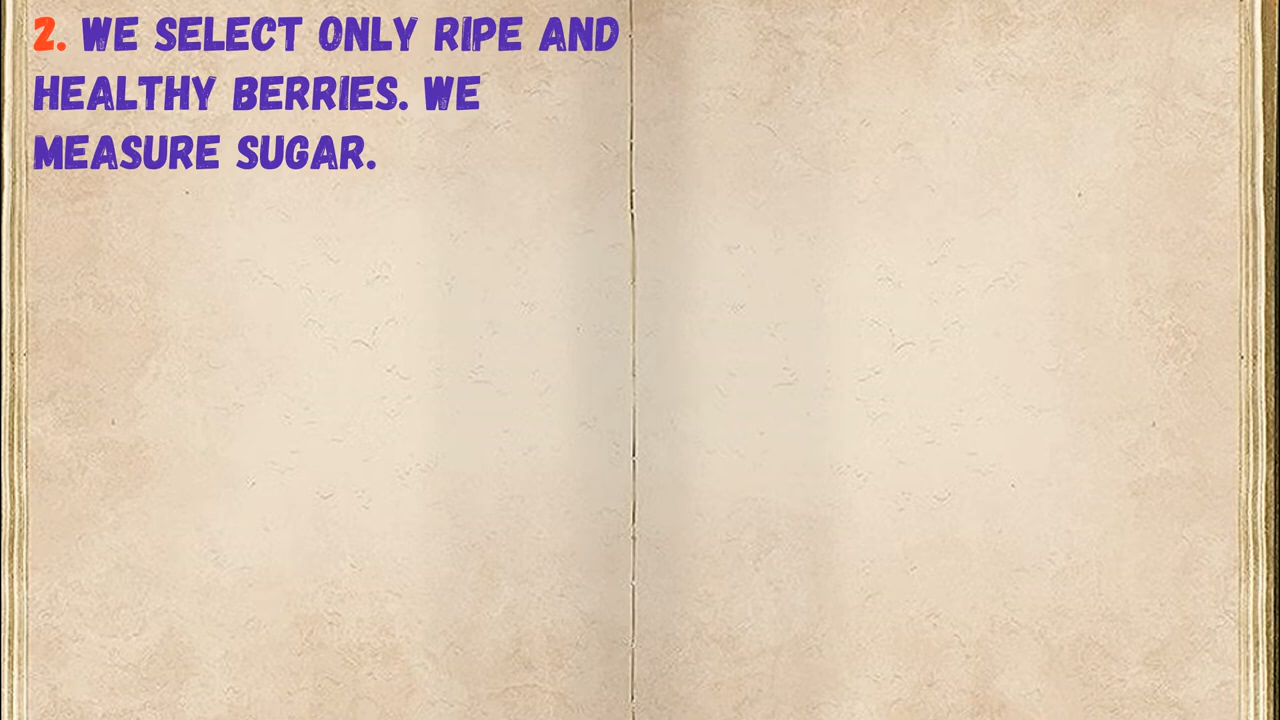 2. WE SELECT ONLY RIPE AND
HEALTHY BERRIES. WE
MEASURE SUGAR.